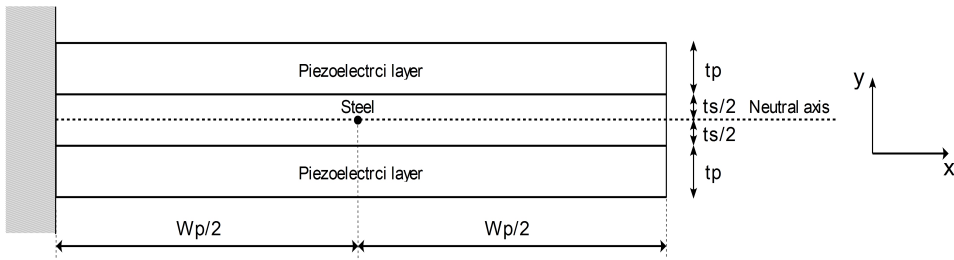 Piezoelectrci layer
tp
Steel
ts/2
Neutral axis
ts/2
Piezoelectrci layer
tp
Wp/2
Wp/2
y
x